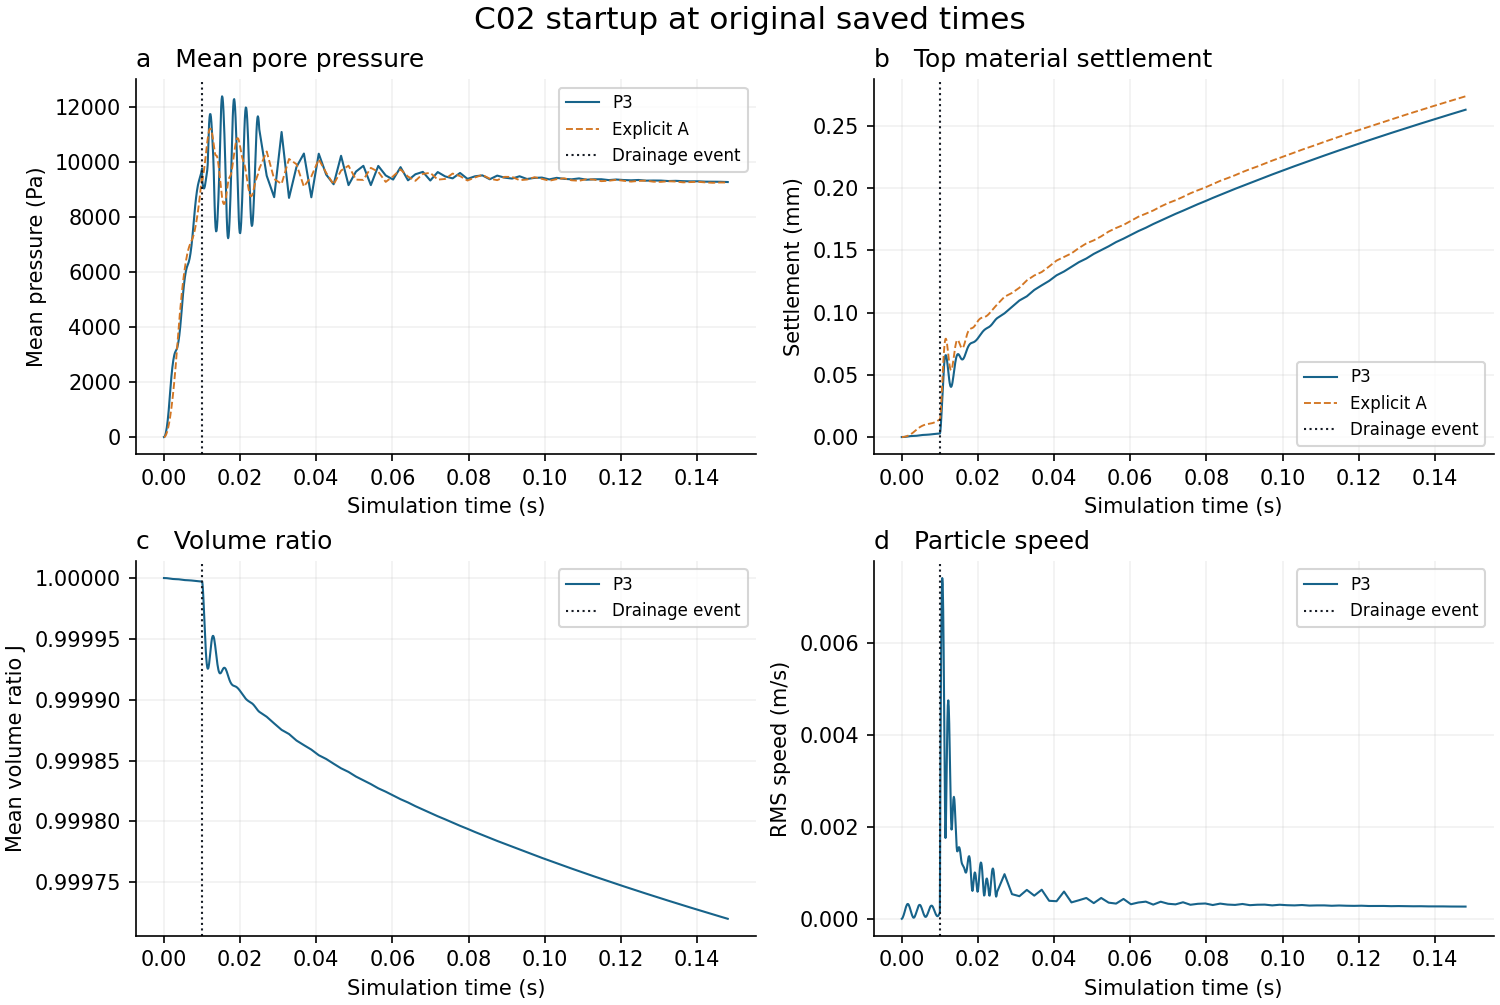 C02 startup at original saved times
a Mean pore pressure
12000
10000
8000
6000
4000
2000
0
Mean pressure (Pa)
P3
Explicit A
Drainage event
0.00 0.02 0.04 0.06 0.08 0.10 0.12 0.14
Simulation time (s)
b Top material settlement
0.25
0.20
0.15
0.10
0.05
0.00
Settlement (mm)
P3
Explicit A
Drainage event
0.00 0.02 0.04 0.06 0.08 0.10 0.12 0.14
Simulation time (s)
c Volume ratio
1.00000
0.99995
0.99990
0.99985
0.99980
0.99975
Mean volume ratio J
P3
Drainage event
0.00 0.02 0.04 0.06 0.08 0.10 0.12 0.14
Simulation time (s)
d Particle speed
0.006
0.004
0.002
0.000
RMS speed (m/s)
P3
Drainage event
0.00 0.02 0.04 0.06 0.08 0.10 0.12 0.14
Simulation time (s)